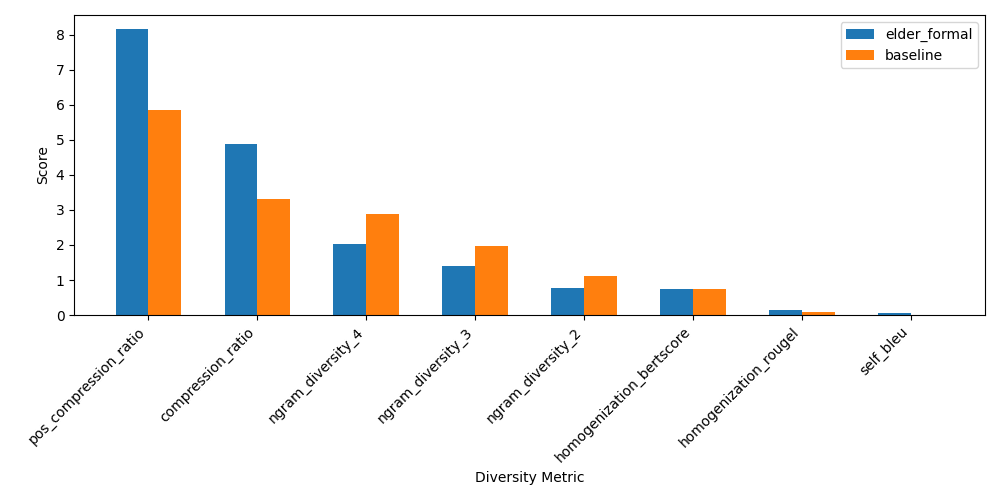 elder_formal
baseline
Score
8
7
6
5
4
3
2
1
0
pos_compression_ratio
compression_ratio
ngram_diversity_4
ngram_diversity_3
ngram_diversity_2
homogenization_bertscore
homogenization_rougel
self_bleu
Diversity Metric